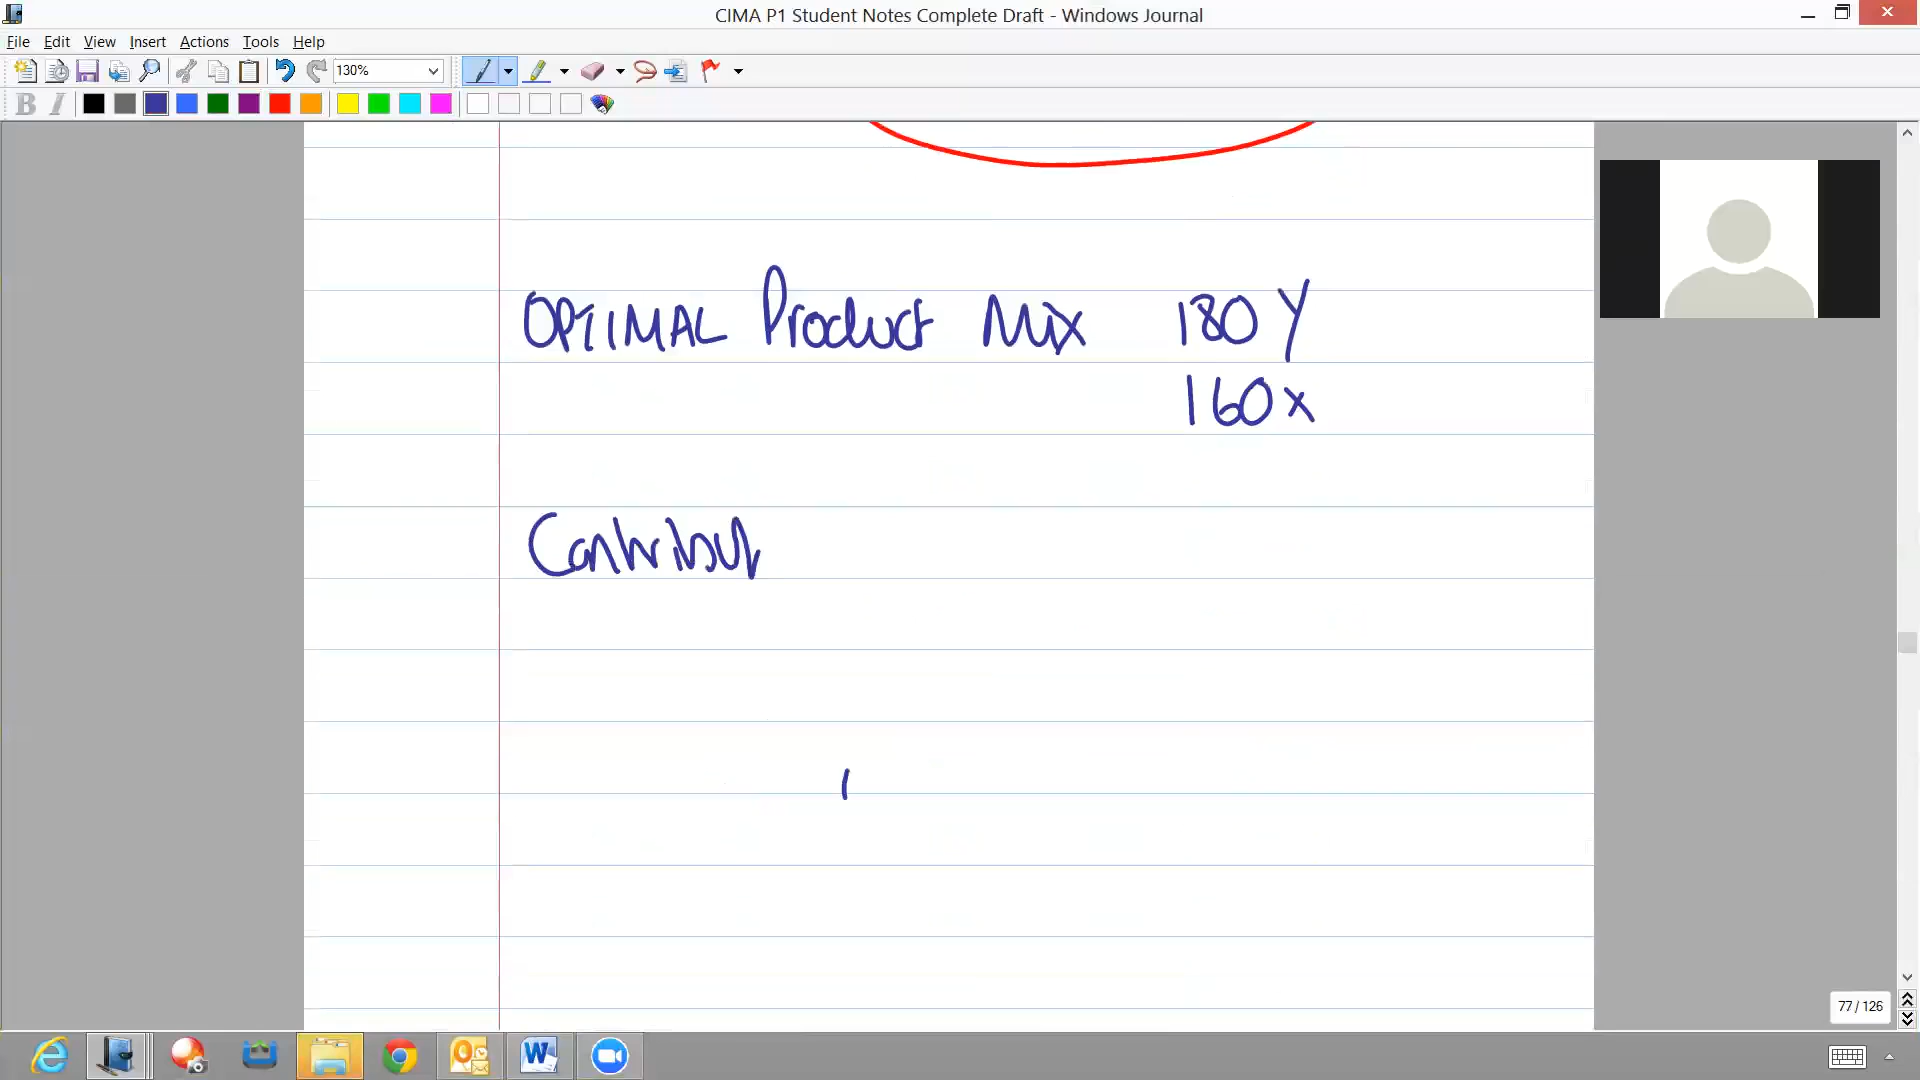 CIMA P1 Student Notes Complete Draft - Windows Journal
File Edit View Insert Actions Tools Help
130%
B I
OPTIMAL Product Mix 180 Y
160 x
Contribut
77 / 126